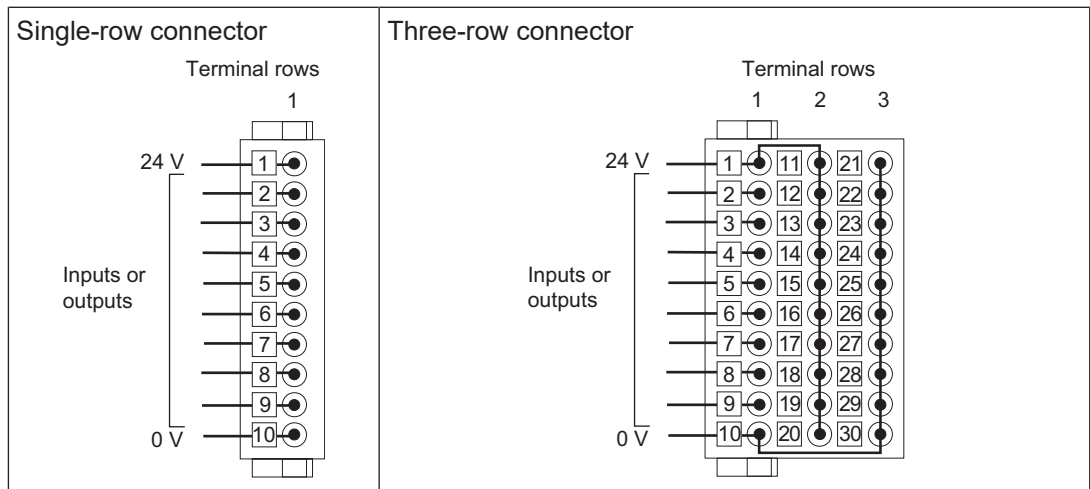 Single-row connector
Terminal rows
1
24 V
1
2
3
4
5
6
7
8
9
10
Inputs or
outputs
0 V
Three-row connector
Terminal rows
1 2 3
24 V
1 11 21
2 12 22
3 13 23
4 14 24
5 15 25
6 16 26
7 17 27
8 18 28
9 19 29
10 20 30
Inputs or
outputs
0 V